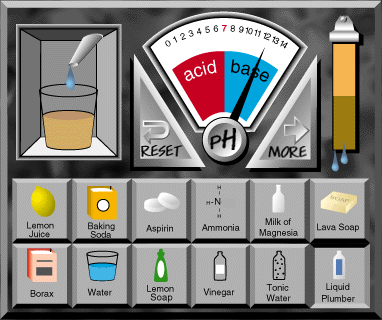 0 1 2 3 4 5 6 7 8 9 10 11 12 13 14
acid base
pH
RESET
MORE
Lemon
Juice
Baking
Soda
Aspirin
H
H-N
H
Ammonia
Milk of
Magnesia
SOAP
Lava Soap
Borax
Water
Lemon
Soap
Vinegar
Tonic
Water
Liquid
Plumber